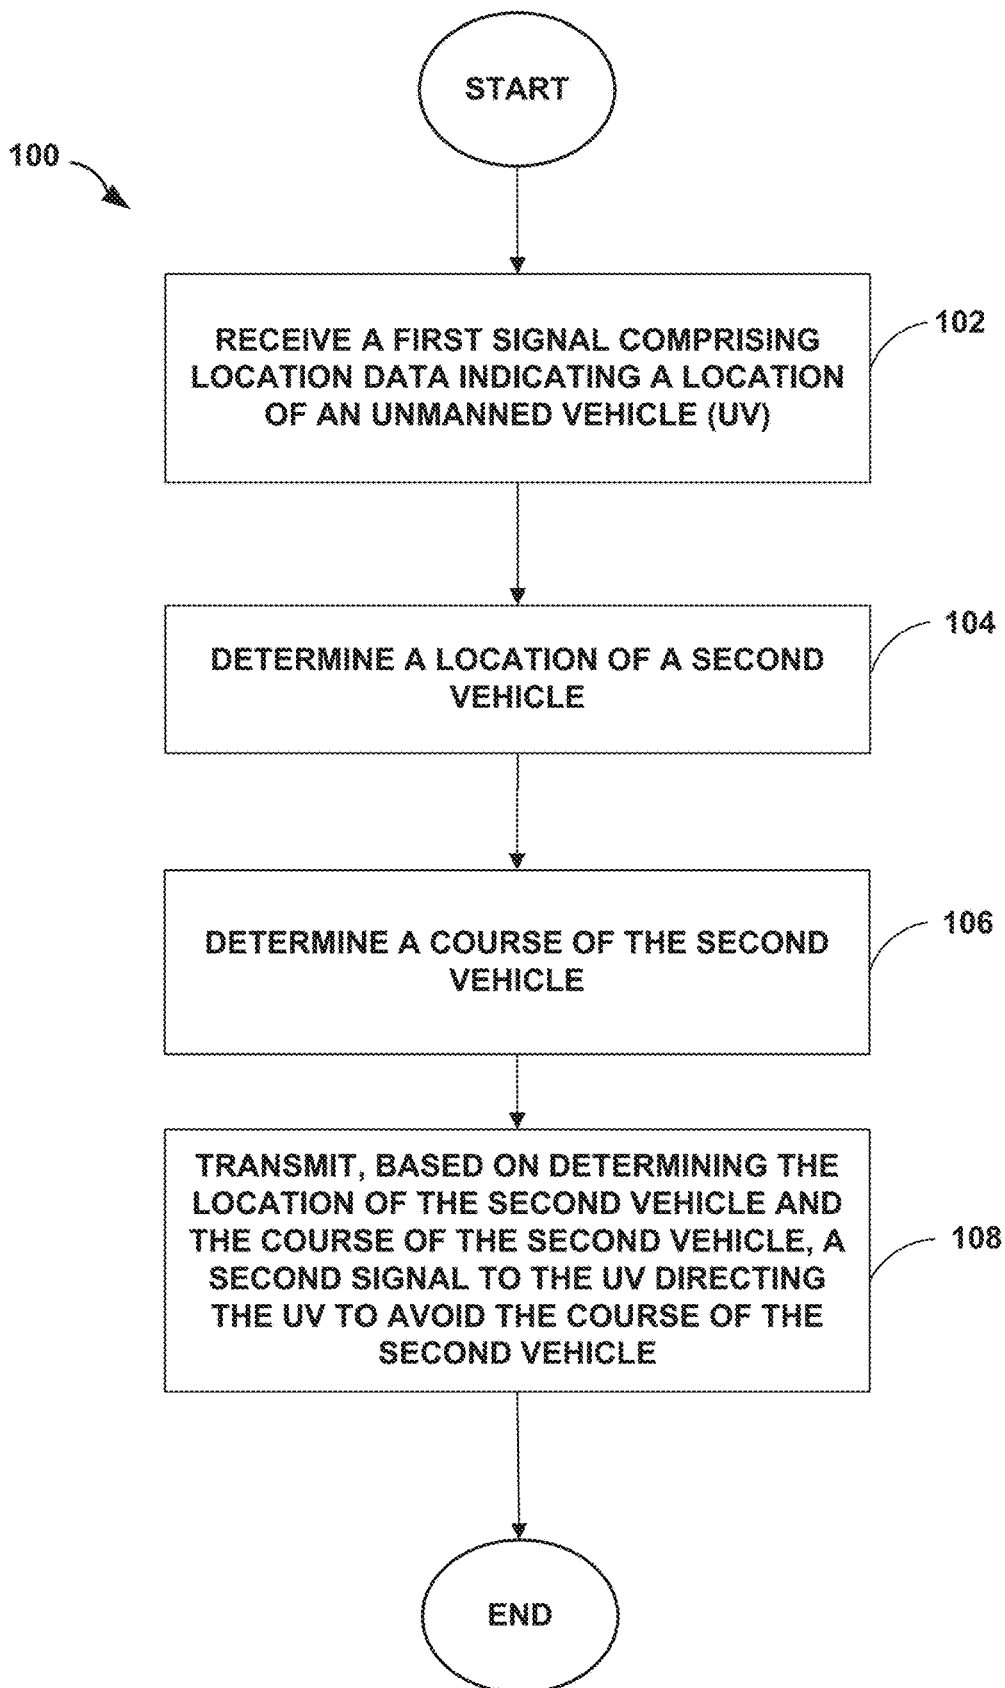 START
100
RECEIVE A FIRST SIGNAL COMPRISING
LOCATION DATA INDICATING A LOCATION
OF AN UNMANNED VEHICLE (UV)
102
DETERMINE A LOCATION OF A SECOND
VEHICLE
104
DETERMINE A COURSE OF THE SECOND
VEHICLE
106
TRANSMIT, BASED ON DETERMINING THE
LOCATION OF THE SECOND VEHICLE AND
THE COURSE OF THE SECOND VEHICLE, A
SECOND SIGNAL TO THE UV DIRECTING
THE UV TO AVOID THE COURSE OF THE
SECOND VEHICLE
108
END